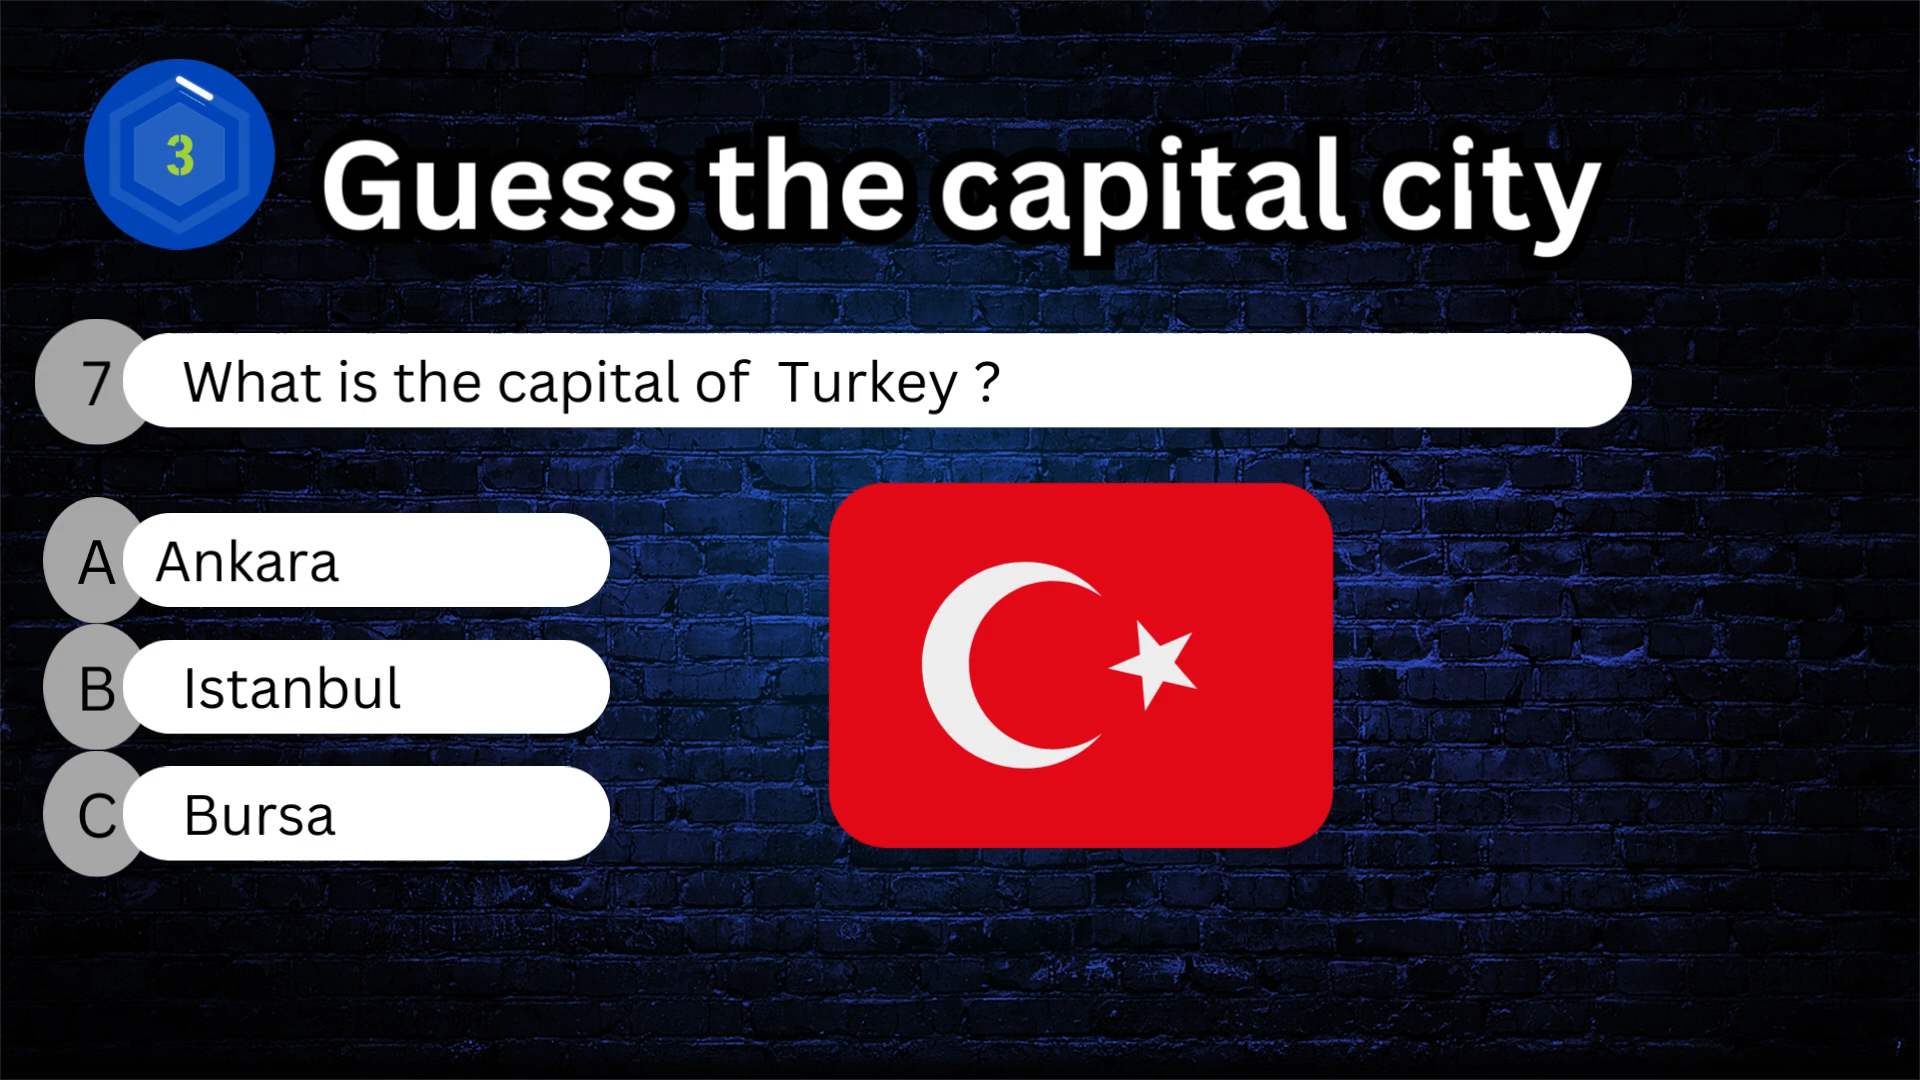 3
Guess the capital city
7 What is the capital of Turkey ?
A Ankara
B Istanbul
C Bursa